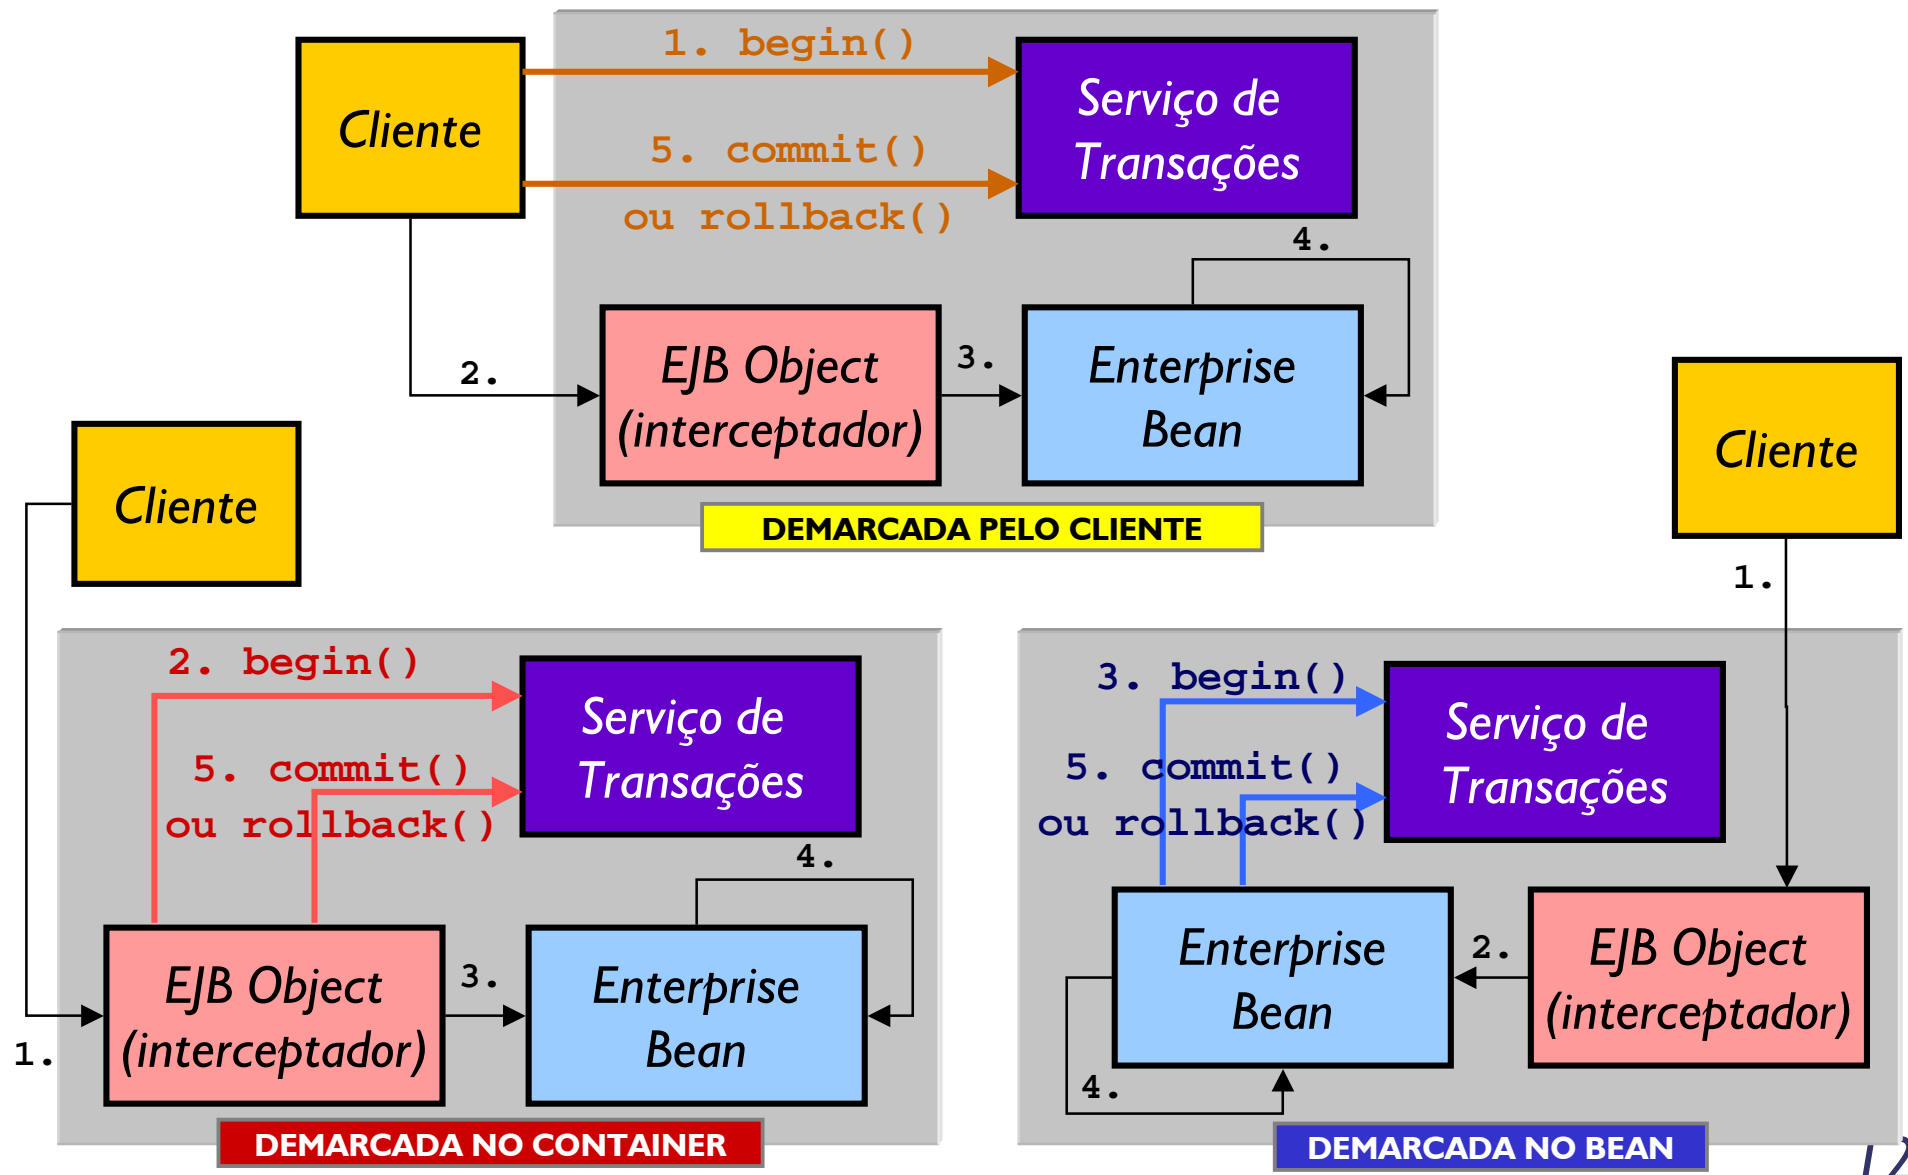 1. begin()
Cliente
Serviço de
Transações
5. commit()
ou rollback()
4.
2.
EJB Object
(interceptador)
3.
Enterprise
Bean
DEMARCADA PELO CLIENTE
Cliente
1.
2. begin()
Serviço de
Transações
5. commit()
ou rollback()
4.
EJB Object
(interceptador)
3.
Enterprise
Bean
DEMARCADA NO CONTAINER
Cliente
1.
3. begin()
Serviço de
Transações
5. commit()
ou rollback()
Enterprise
Bean
2.
EJB Object
(interceptador)
4.
DEMARCADA NO BEAN